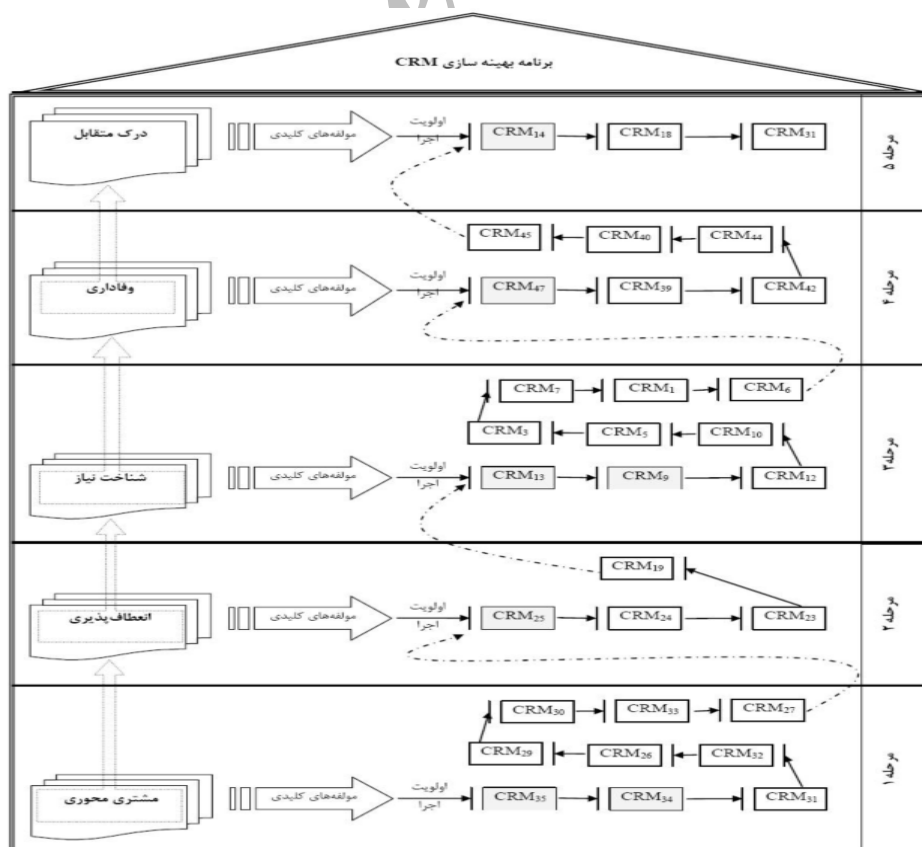 برنامه بهینه سازی CRM
درک متقابل
مولفه‌های کلیدی
اولویت
اجرا
CRM14
CRM18
CRM31
مرحله ۵
CRM45
CRM40
CRM44
وفاداری
مولفه‌های کلیدی
اولویت
اجرا
CRM47
CRM39
CRM42
مرحله ۴
CRM7
CRM1
CRM6
CRM3
CRM5
CRM10
شناخت نیاز
مولفه‌های کلیدی
اولویت
اجرا
CRM13
CRM9
CRM12
مرحله ۳
CRM19
انعطاف‌پذیری
مولفه‌های کلیدی
اولویت
اجرا
CRM25
CRM24
CRM23
مرحله ۲
CRM30
CRM33
CRM27
CRM29
CRM26
CRM32
مشتری محوری
مولفه‌های کلیدی
اولویت
اجرا
CRM35
CRM34
CRM31
مرحله ۱